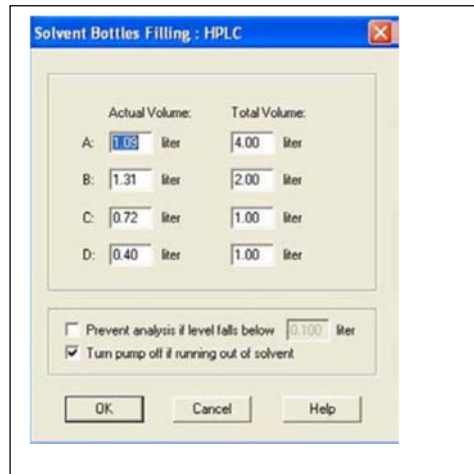 Solvent Bottles Filling : HPLC
Actual Volume: Total Volume:
A: 1.09 liter 4.00 liter
B: 1.31 liter 2.00 liter
C: 0.72 liter 1.00 liter
D: 0.40 liter 1.00 liter
Prevent analysis if level falls below 0.100 liter
Turn pump off if running out of solvent
OK Cancel Help